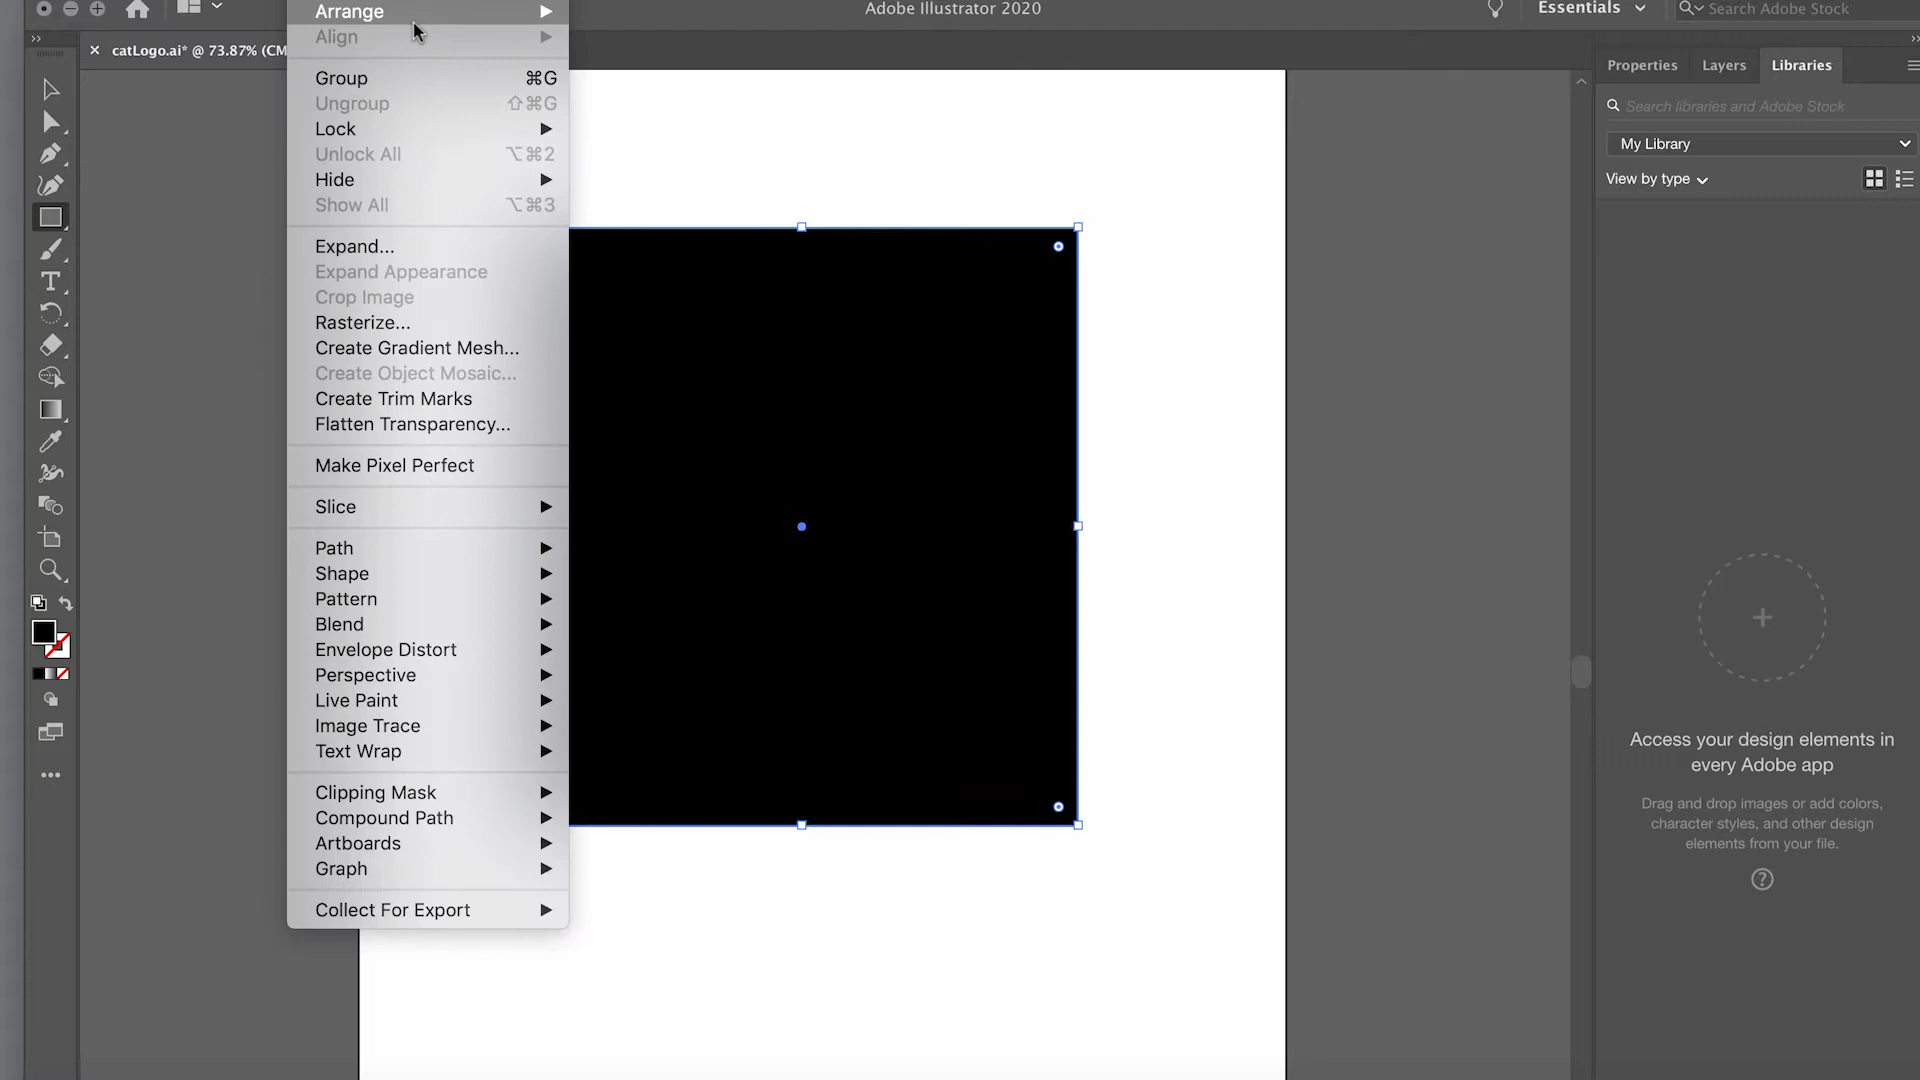 Adobe Illustrator 2020
Essentials
Search Adobe Stock
catLogo.ai* @ 73.87% (CM
Arrange
Align
Group ⌘G
Ungroup ⇧⌘G
Lock
Unlock All ⌥⌘2
Hide
Show All ⌥⌘3
Expand...
Expand Appearance
Crop Image
Rasterize...
Create Gradient Mesh...
Create Object Mosaic...
Create Trim Marks
Flatten Transparency...
Make Pixel Perfect
Slice
Path
Shape
Pattern
Blend
Envelope Distort
Perspective
Live Paint
Image Trace
Text Wrap
Clipping Mask
Compound Path
Artboards
Graph
Collect For Export
Properties Layers Libraries
Search libraries and Adobe Stock
My Library
View by type
Access your design elements in
every Adobe app
Drag and drop images or add colors,
character styles, and other design
elements from your file.